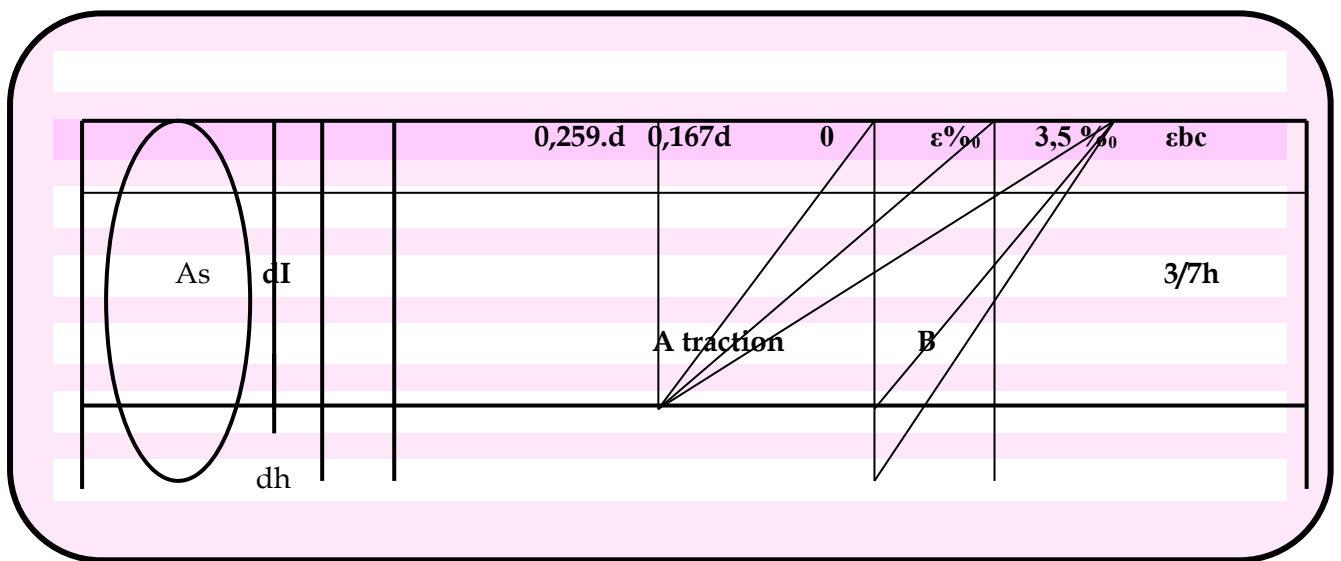 0,259.d 0,167d 0 ε‰ 3,5 ‰ εbc
As dI 3/7h
A traction B
dh